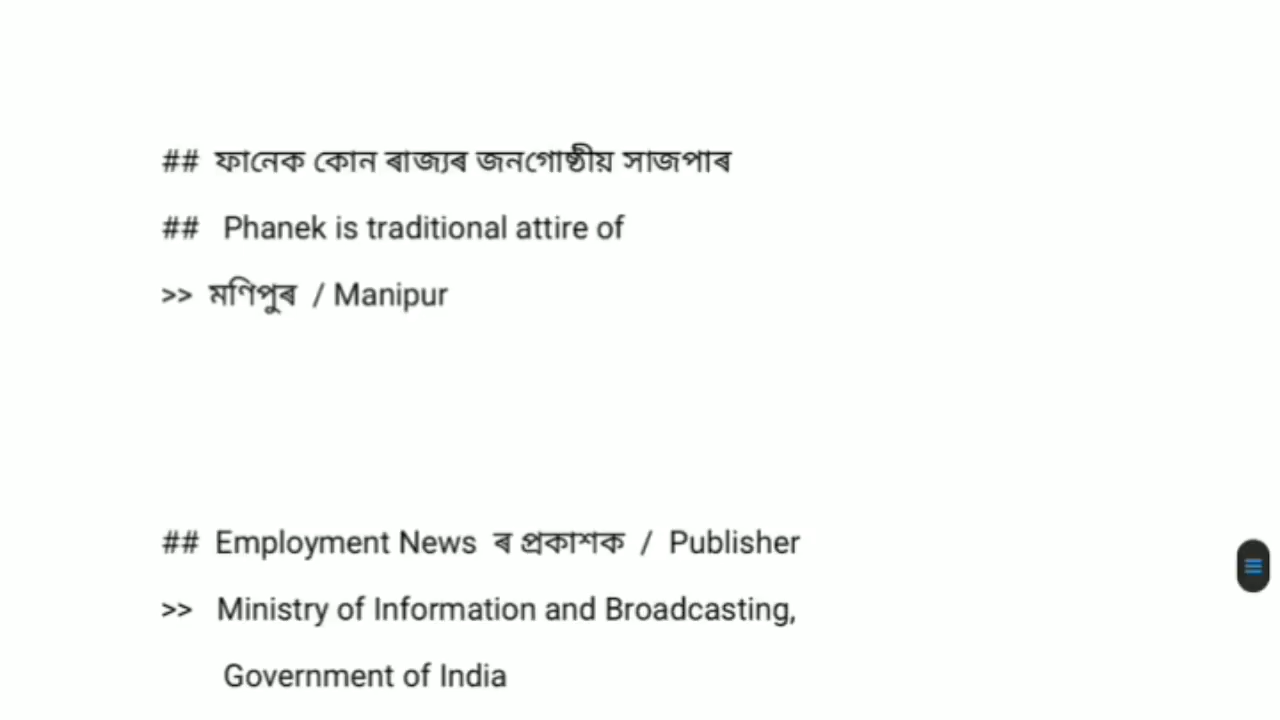 ## ফানেক কোন ৰাজ্যৰ জনগোষ্ঠীয় সাজপাৰ
## Phanek is traditional attire of
>> মণিপুৰ / Manipur
## Employment News ৰ প্ৰকাশক / Publisher
>> Ministry of Information and Broadcasting,
Government of India